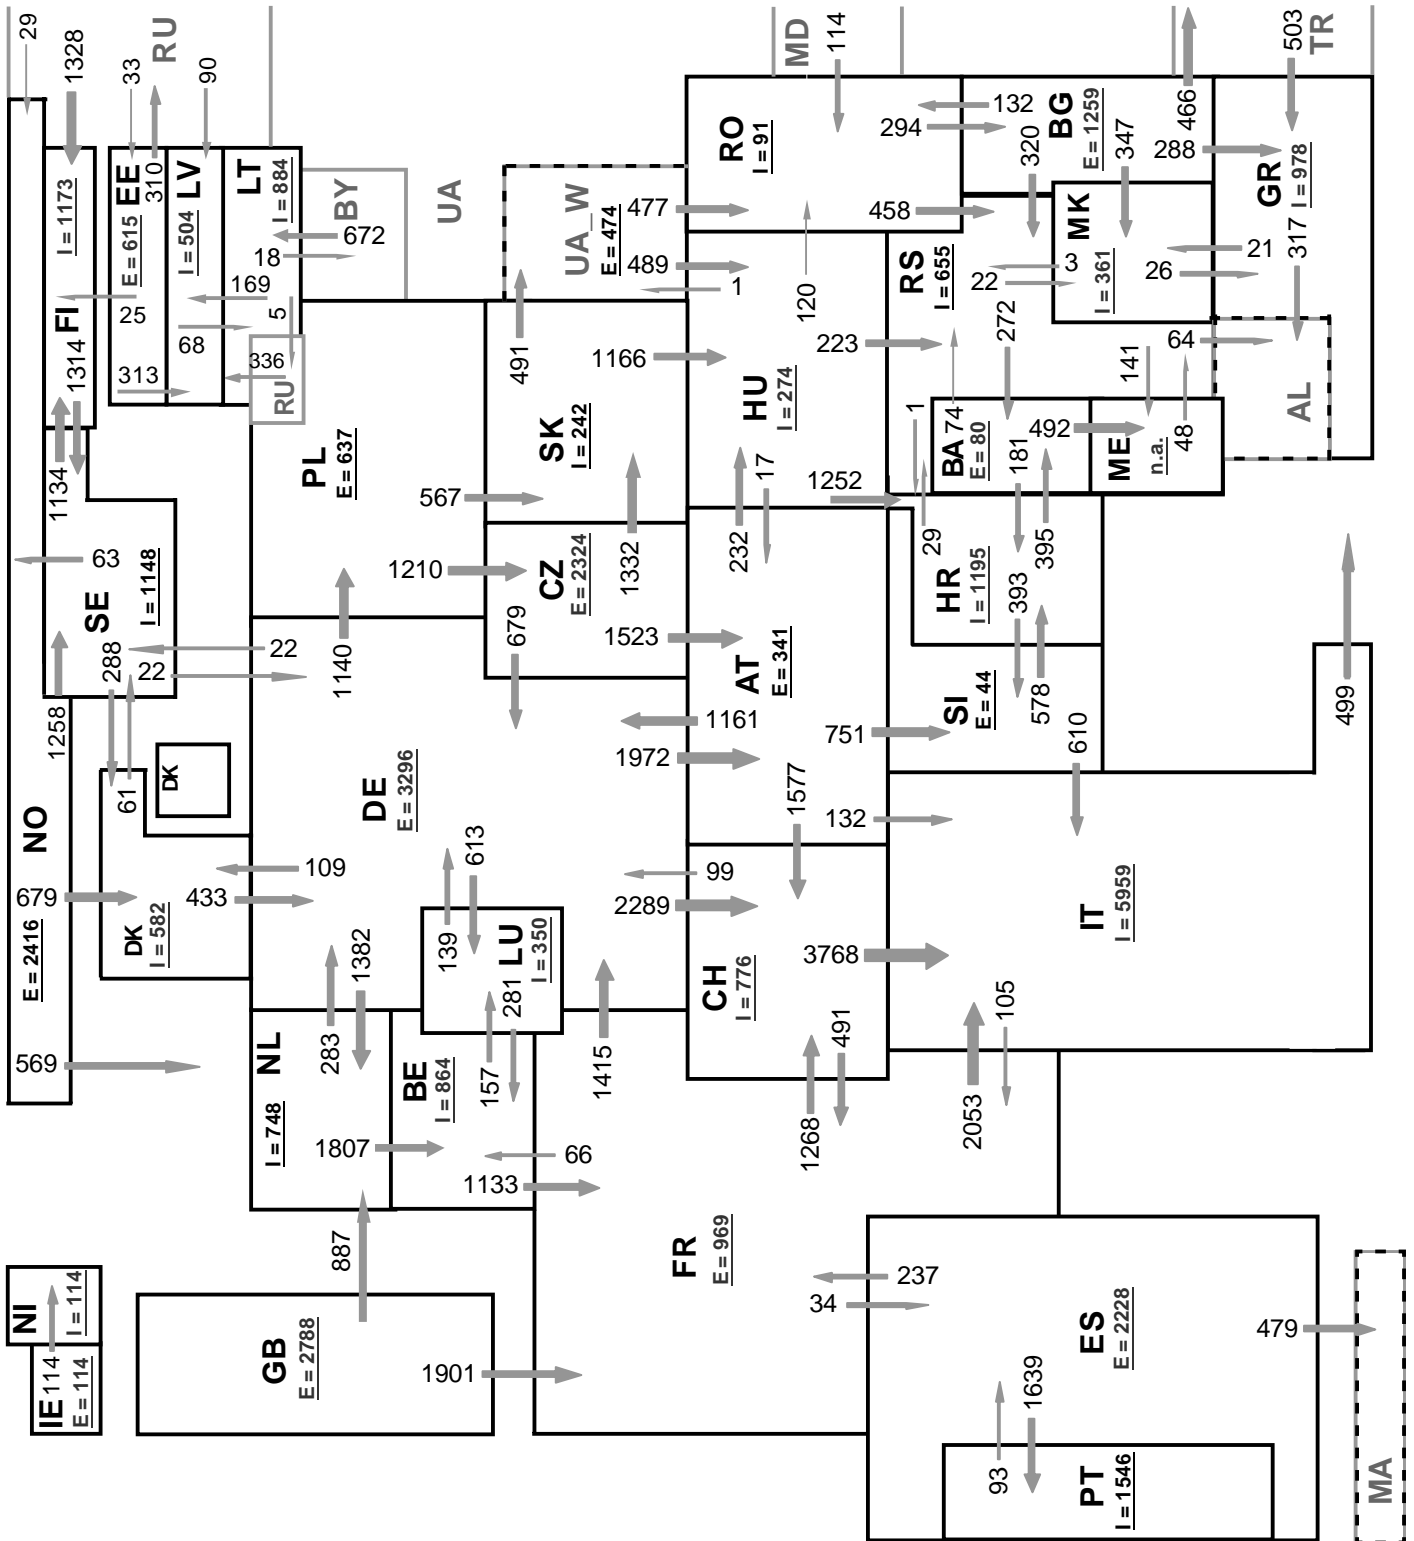 29
RU
1328
33
90
MD
114
503
TR
I = 1173
FI
1314
1134
EE
E = 615
310
LV
I = 504
LT
I = 884
BY
UA
672
18
169
5
25
68
313
336
RU
UA_W
E = 474
477
489
1
491
RO
I = 91
294
132
458
120
BG
E = 1259
320
347
466
288
GR
I = 978
317
MK
I = 361
3
22
26
21
RS
I = 655
272
223
141
64
AL
63
SE
I = 1148
288
22
22
1258
61
PL
E = 637
567
1210
1140
SK
I = 242
1166
1332
CZ
E = 2324
679
1523
HU
I = 274
17
232
1252
1
29
BA
E = 80
74
181
492
ME
n.a.
48
HR
I = 1195
395
393
SI
E = 44
578
610
499
AT
E = 341
1161
1972
751
1577
132
NO
E = 2416
679
569
DK
DK
I = 582
109
433
DE
E = 3296
139
613
99
2289
LU
I = 350
281
157
283
1382
1415
CH
I = 776
3768
491
1268
IT
I = 5959
105
2053
NL
I = 748
BE
I = 864
1807
66
1133
887
NI
I = 114
IE
E = 114
114
GB
E = 2788
1901
FR
E = 969
237
34
ES
E = 2228
479
1639
93
PT
I = 1546
MA